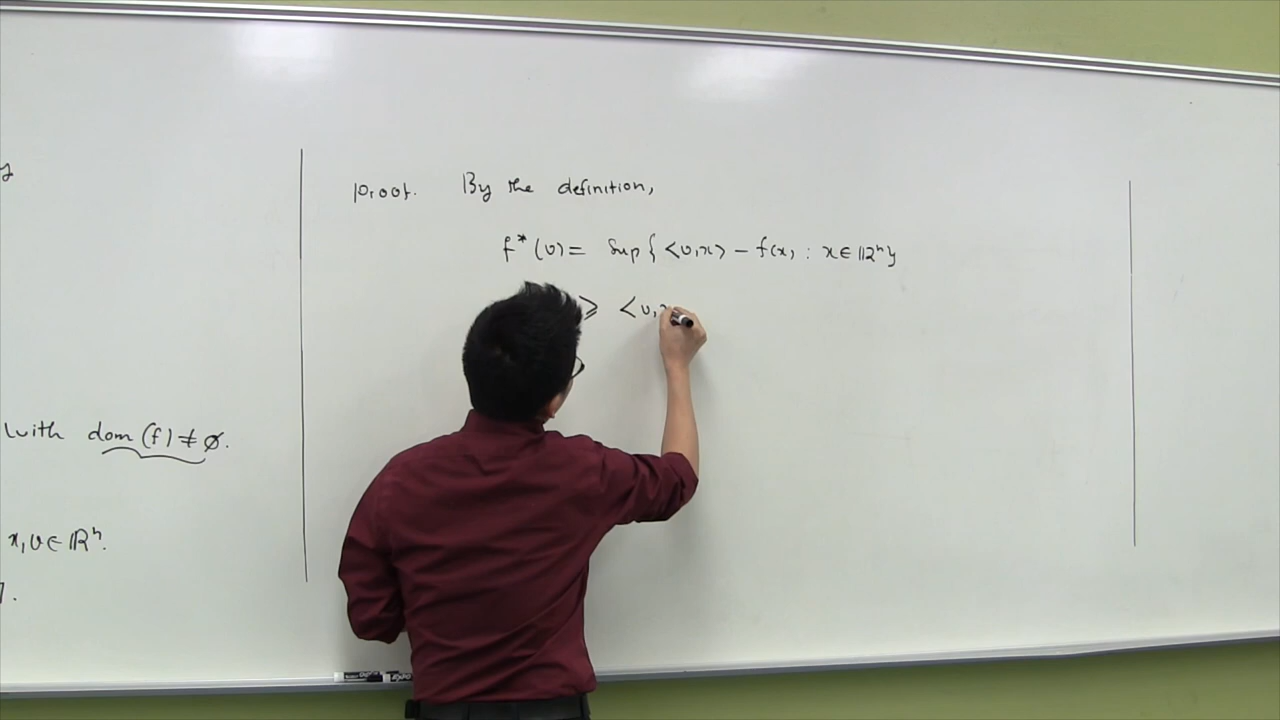 with dom (f) ≠ ∅.
x, v ∈ ℝⁿ.
Proof. By the definition,
f*(v) = Sup{ <v,x> - f(x) : x ∈ ℝⁿ}
≥ <v,x